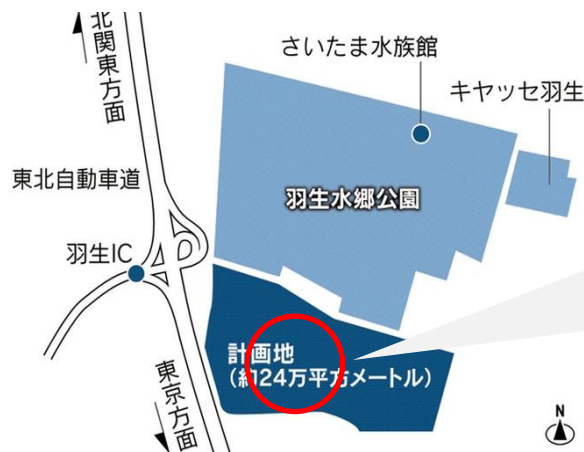 北関東方面
さいたま水族館
キヤッセ羽生
東北自動車道
羽生水郷公園
羽生IC
計画地
(約24万平方メートル)
東京方面
N